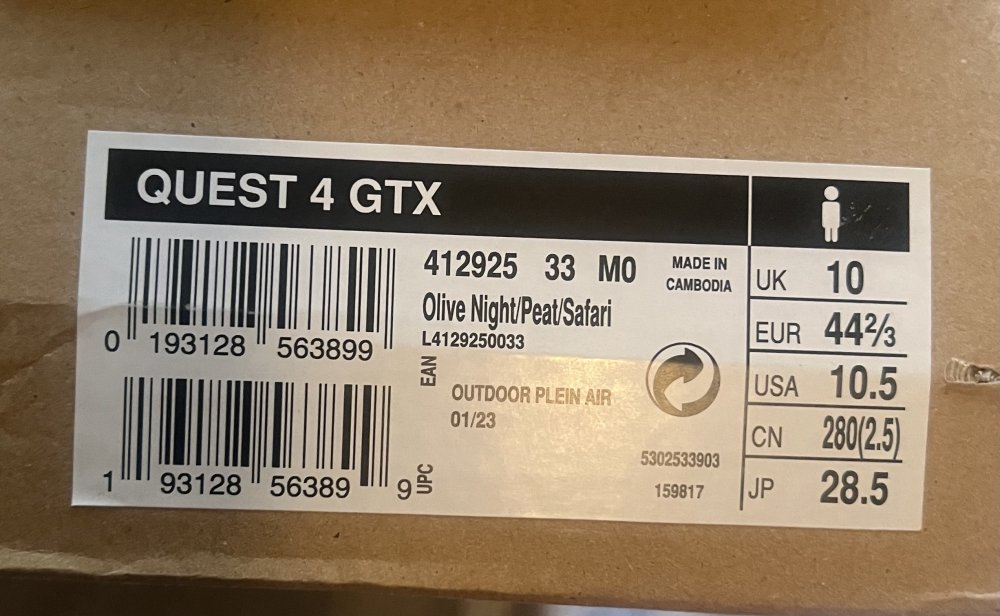 QUEST 4 GTX
412925 33 M0
MADE IN
CAMBODIA
Olive Night/Peat/Safari
L4129250033
0 193128 563899
EAN
OUTDOOR PLEIN AIR
01/23
1 93128 56389 9
UPC
5302533903
159817
UK 10
EUR 44⅔
USA 10.5
CN 280(2.5)
JP 28.5